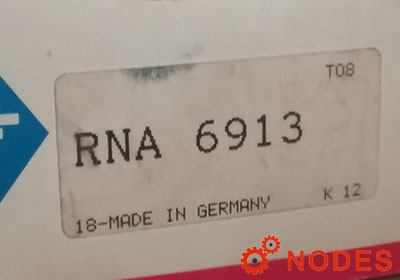 T08
RNA 6913
18-MADE IN GERMANY K 12
NODES